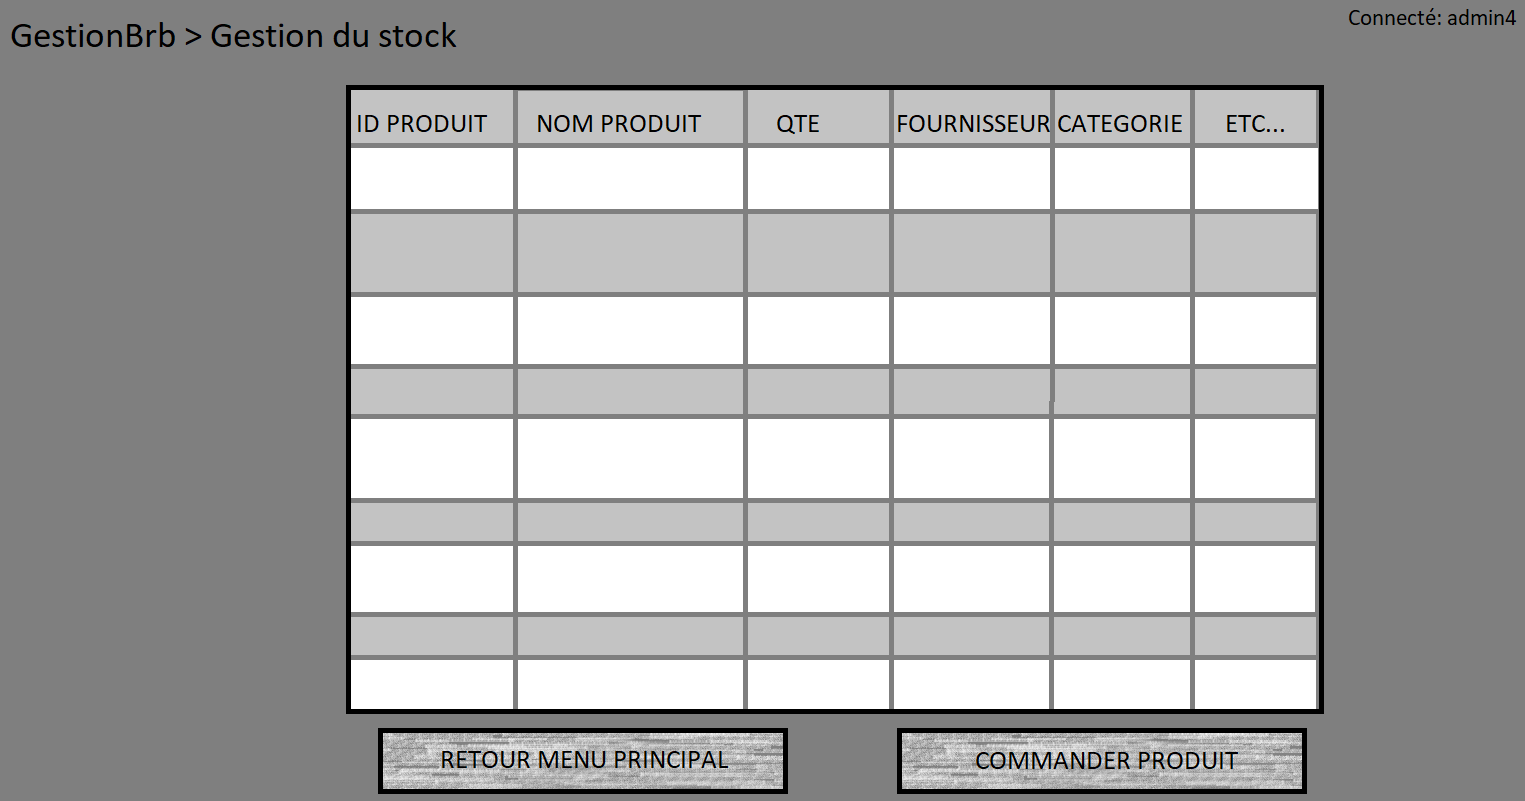 GestionBrb > Gestion du stock
Connecté: admin4
ID PRODUIT NOM PRODUIT QTE FOURNISSEUR CATEGORIE ETC...
RETOUR MENU PRINCIPAL
COMMANDER PRODUIT